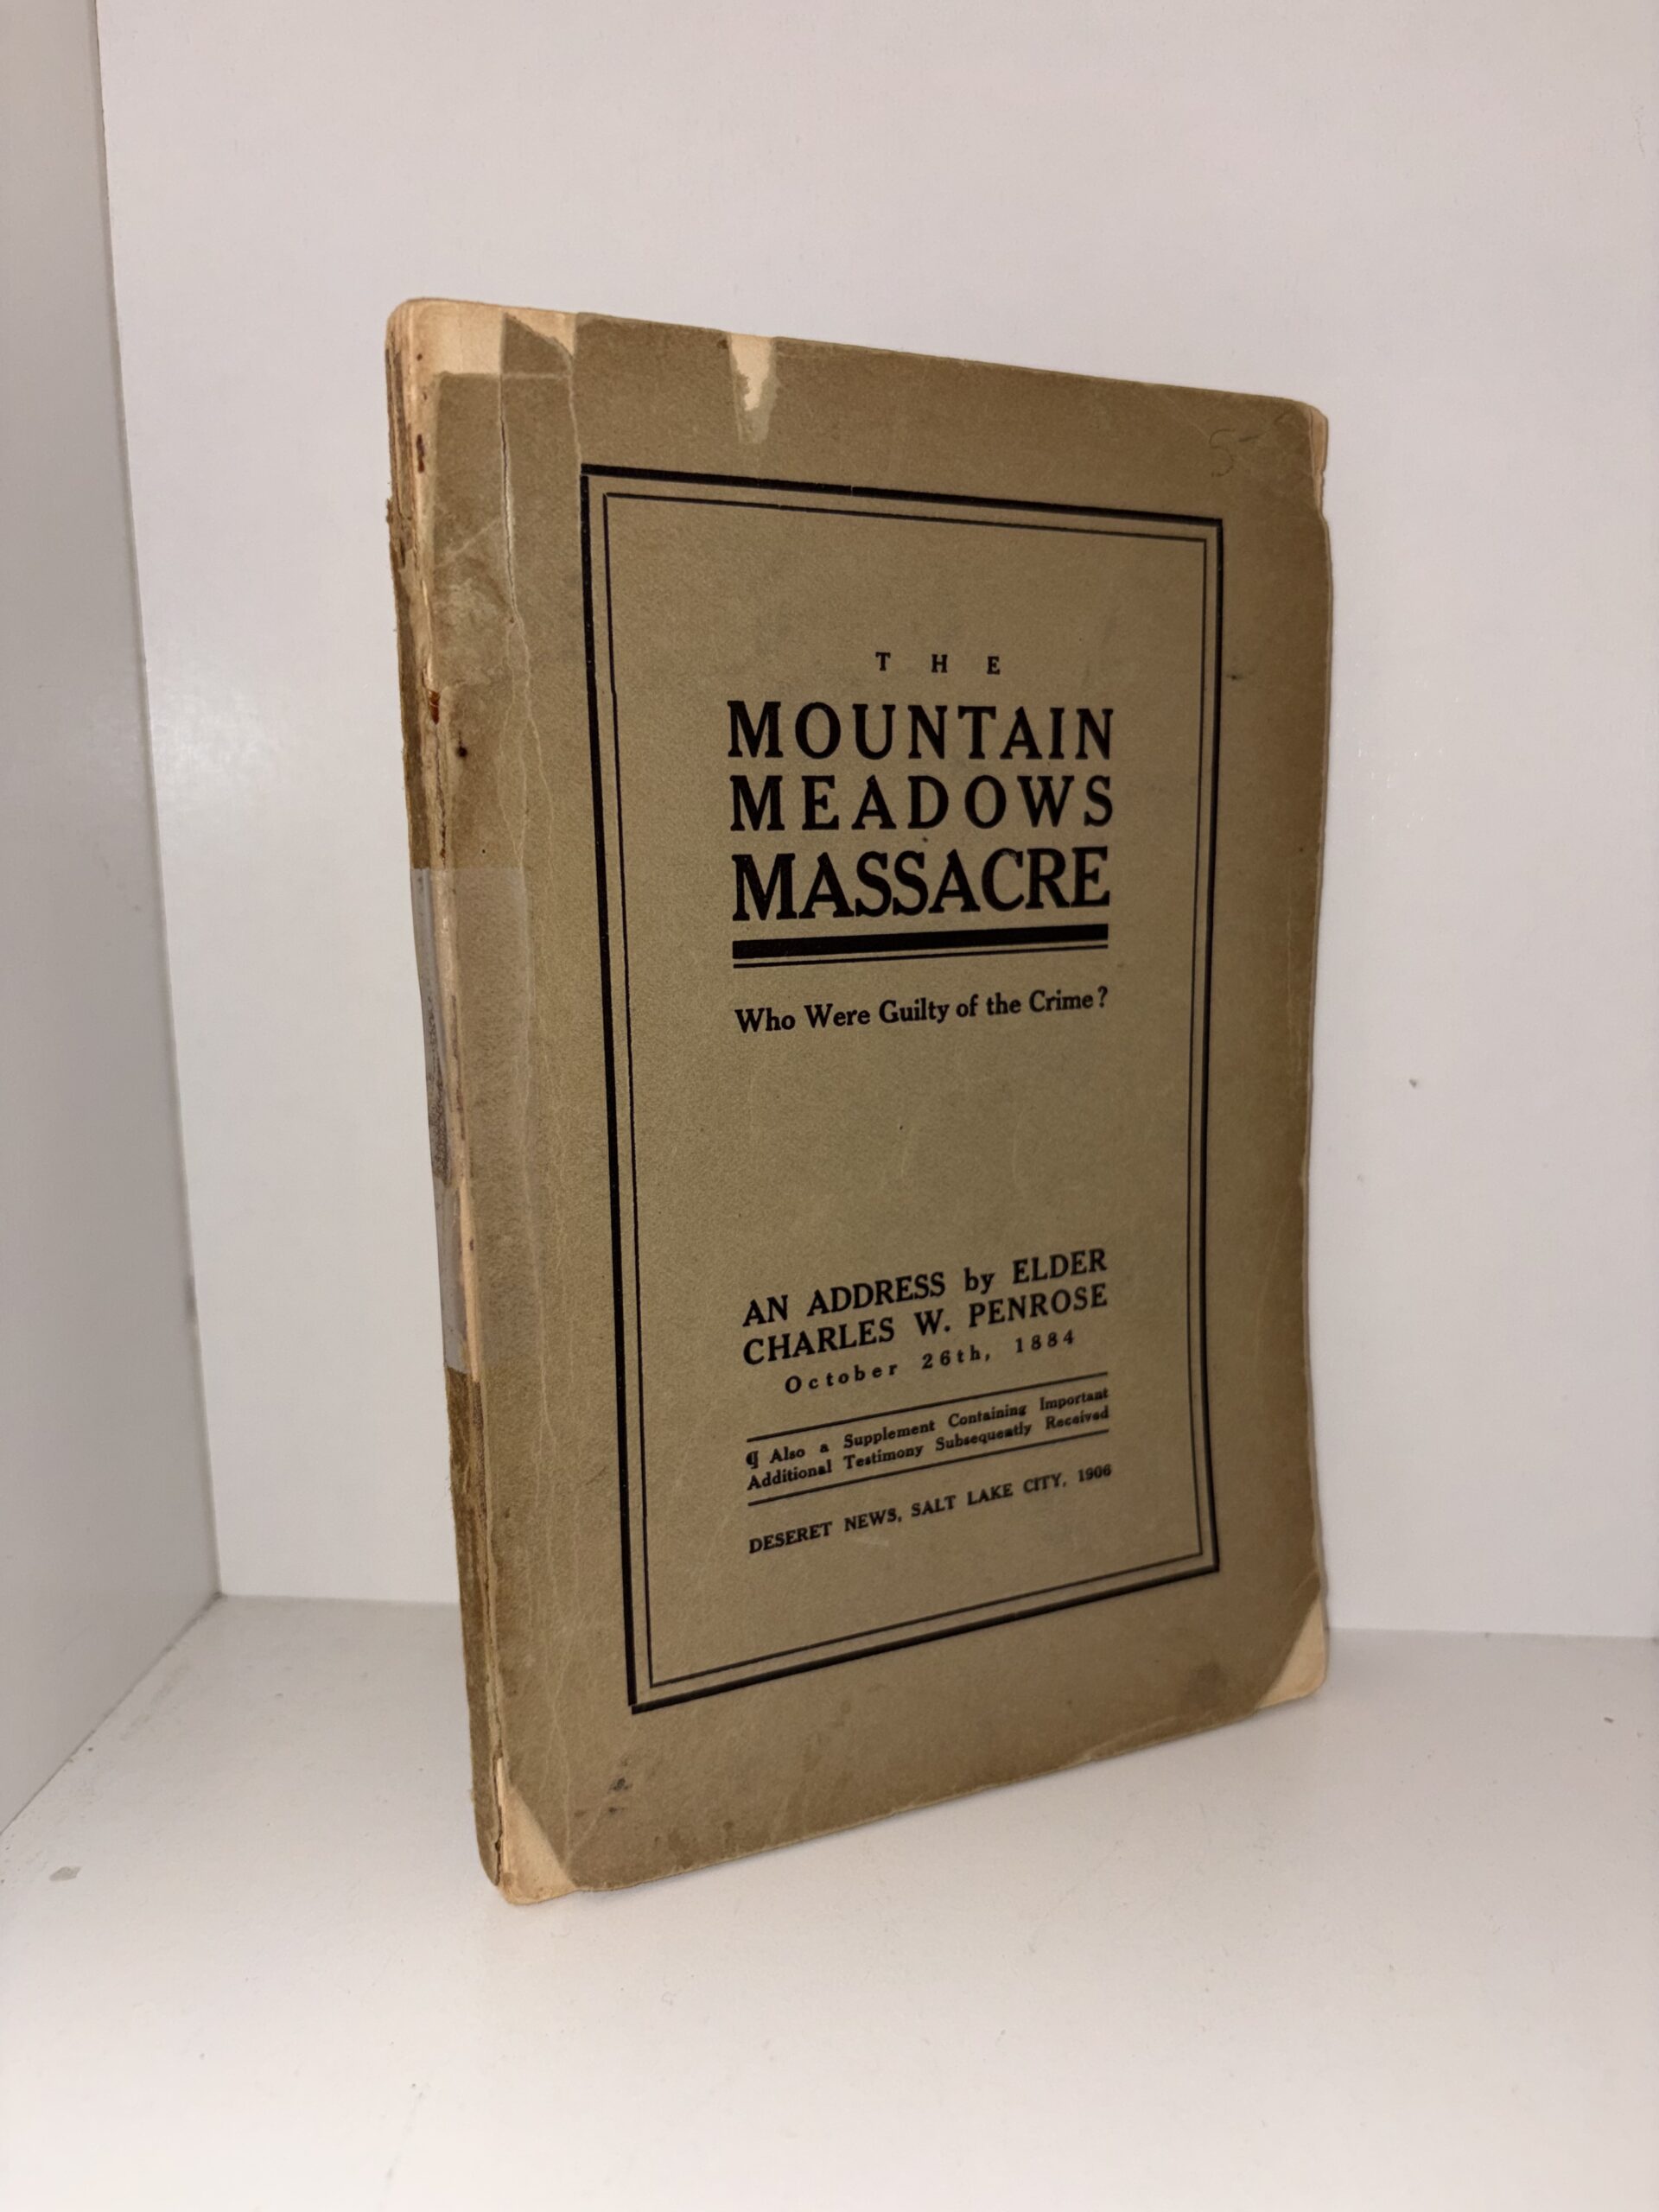 5-
THE
MOUNTAIN
MEADOWS
MASSACRE
Who Were Guilty of the Crime?
AN ADDRESS by ELDER
CHARLES W. PENROSE
October 26th, 1884
¶ Also a Supplement Containing Important
Additional Testimony Subsequently Received
DESERET NEWS, SALT LAKE CITY, 1906